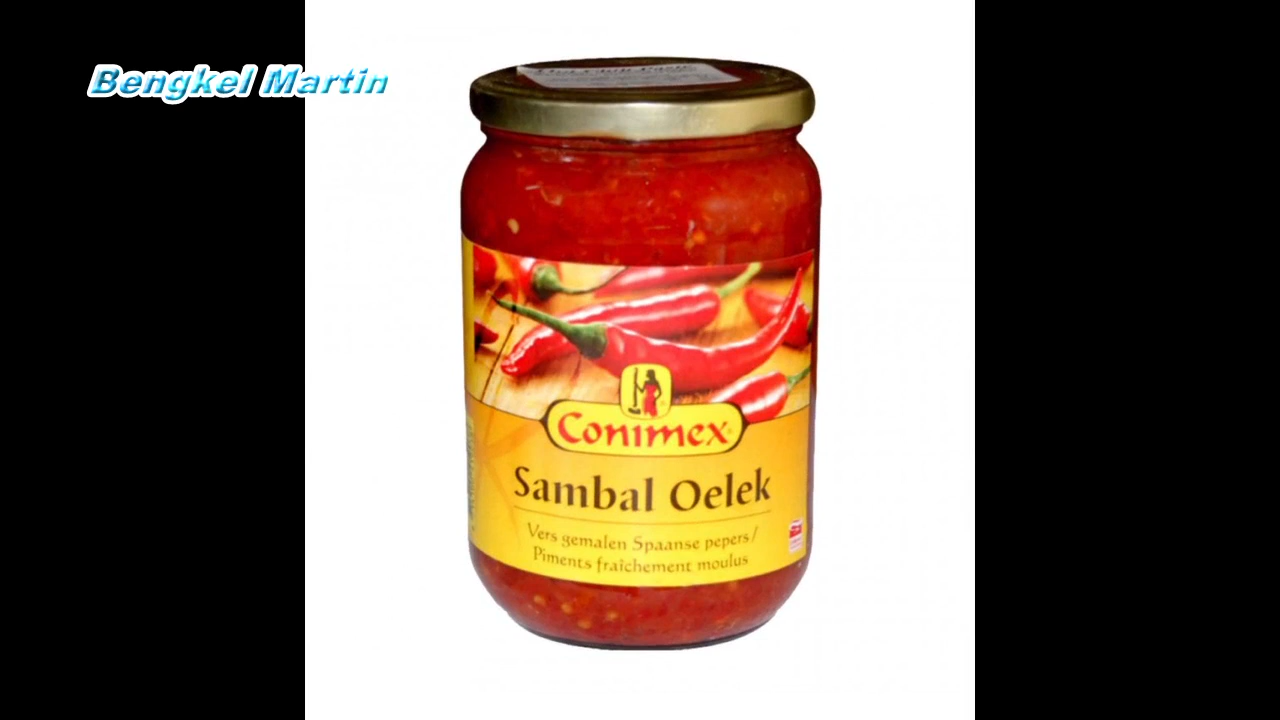 Bengkel Martin
Conimex
Sambal Oelek
Vers gemalen Spaanse pepers/
Piments fraîchement moulus